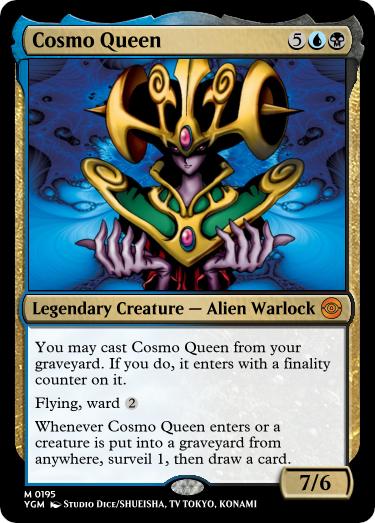 Cosmo Queen 5
Legendary Creature — Alien Warlock
You may cast Cosmo Queen from your
graveyard. If you do, it enters with a finality
counter on it.
Flying, ward 2
Whenever Cosmo Queen enters or a
creature is put into a graveyard from
anywhere, surveil 1, then draw a card.
7/6
M 0195
YGM STUDIO DICE/SHUEISHA, TV TOKYO, KONAMI